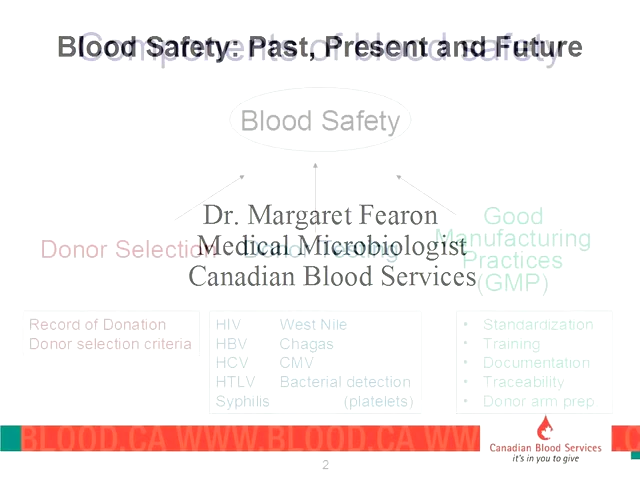 Blood Safety: Past, Present and Future
Components of blood safety
Blood Safety
Dr. Margaret Fearon
Medical Microbiologist
Canadian Blood Services
Donor Selection
Donor Testing
Good
Manufacturing
Practices
(GMP)
Record of Donation
Donor selection criteria
HIV West Nile
HBV Chagas
HCV CMV
HTLV Bacterial detection
Syphilis (platelets)
• Standardization
• Training
• Documentation
• Traceability
• Donor arm prep.
BLOOD.CA WWW.BLOOD.CA WW
Canadian Blood Services
it's in you to give
2